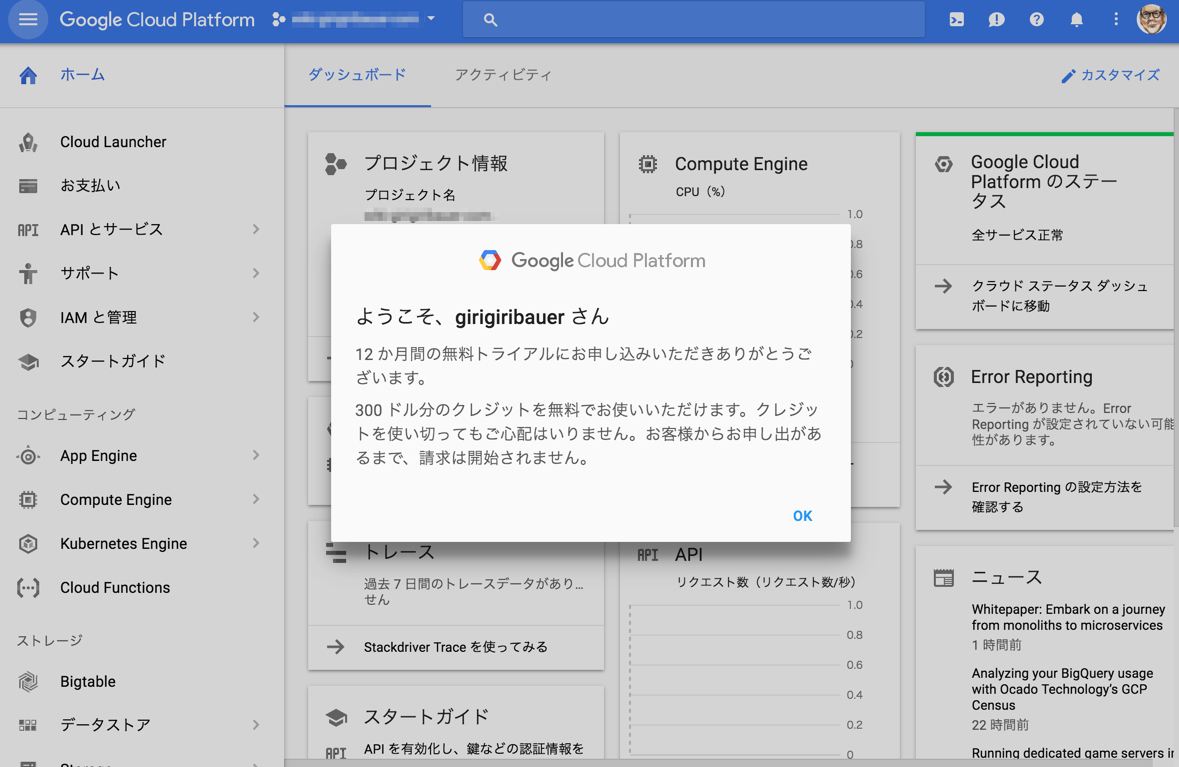 Google Cloud Platform
ホーム
ダッシュボード
アクティビティ
カスタマイズ
Cloud Launcher
お支払い
API APIとサービス
サポート
IAM と管理
スタートガイド
コンピューティング
App Engine
Compute Engine
Kubernetes Engine
Cloud Functions
ストレージ
Bigtable
データストア
プロジェクト情報
プロジェクト名
Compute Engine
CPU（%）
1.0
0.8
0.6
0.4
0.2
0
Google Cloud
Platform のステー
タス
全サービス正常
クラウド ステータス ダッシュ
ボードに移動
Google Cloud Platform
ようこそ、girigiribauer さん
12 か月間の無料トライアルにお申し込みいただきありがとうご
ざいます。
300 ドル分のクレジットを無料でお使いいただけます。クレジッ
トを使い切ってもご心配はいりません。お客様からお申し出があ
るまで、請求は開始されません。
OK
Error Reporting
エラーがありません。Error
Reporting が設定されていない可能
性があります。
Error Reporting の設定方法を
確認する
トレース
過去 7 日間のトレースデータがあり...
せん
Stackdriver Trace を使ってみる
API API
リクエスト数（リクエスト数/秒）
1.0
0.8
0.6
0.4
0.2
0
スタートガイド
API API を有効化し、鍵などの認証情報を
ニュース
Whitepaper: Embark on a journey
from monoliths to microservices
1 時間前
Analyzing your BigQuery usage
with Ocado Technology's GCP
Census
22 時間前
Running dedicated game servers in